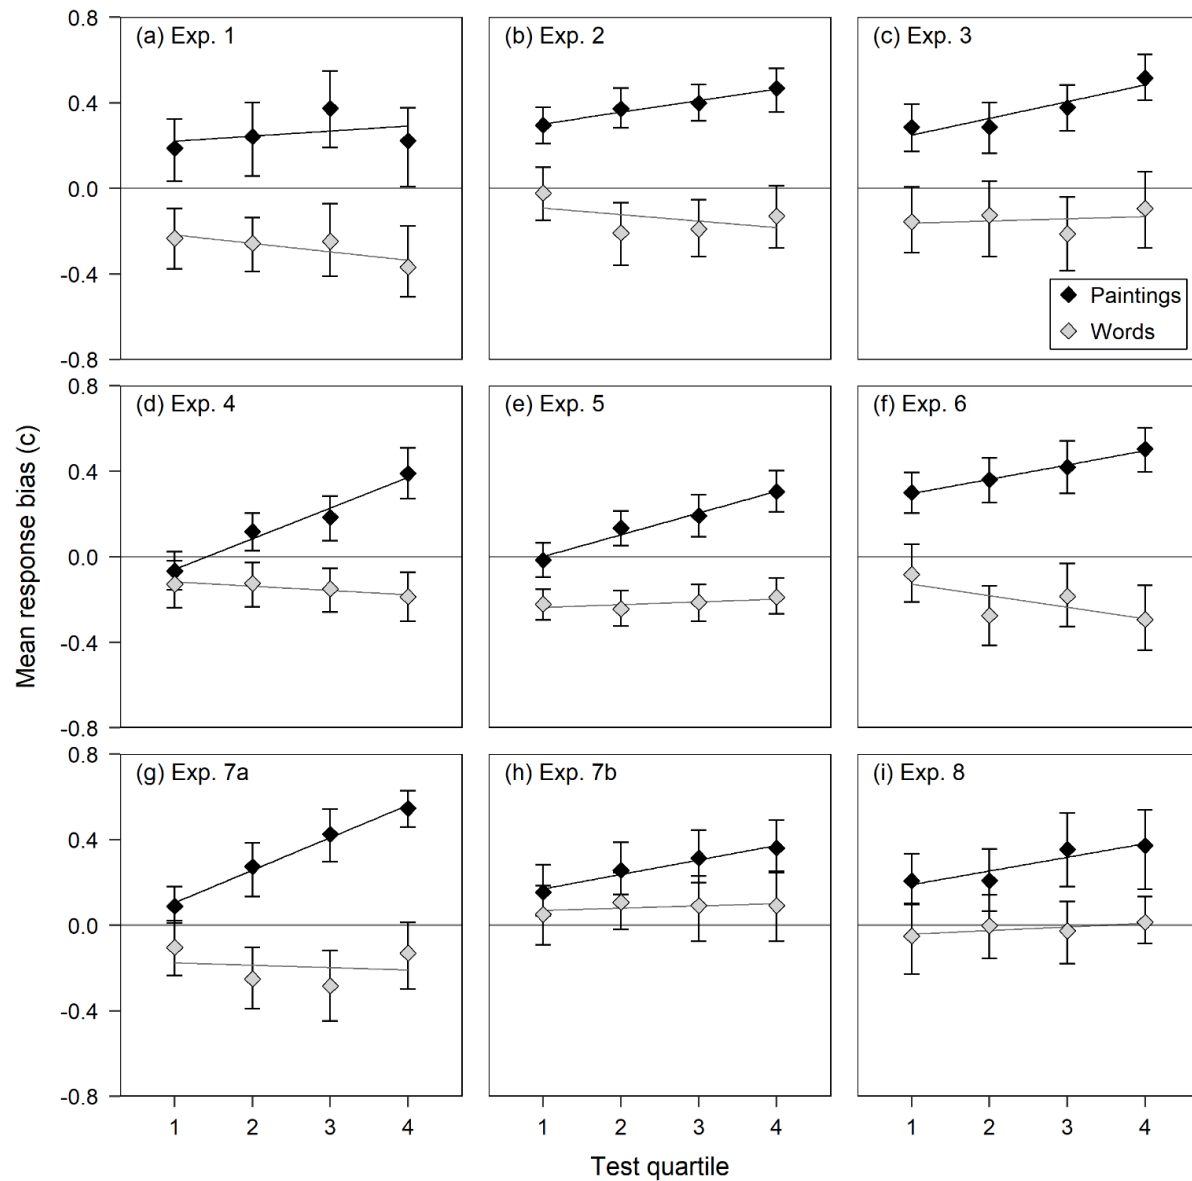 (a) Exp. 1
(b) Exp. 2
(c) Exp. 3
0.8
0.4
0.0
-0.4
-0.8
Paintings
Words
(d) Exp. 4
(e) Exp. 5
(f) Exp. 6
0.8
0.4
0.0
-0.4
-0.8
Mean response bias (c)
(g) Exp. 7a
(h) Exp. 7b
(i) Exp. 8
0.8
0.4
0.0
-0.4
-0.8
1 2 3 4
1 2 3 4
1 2 3 4
Test quartile